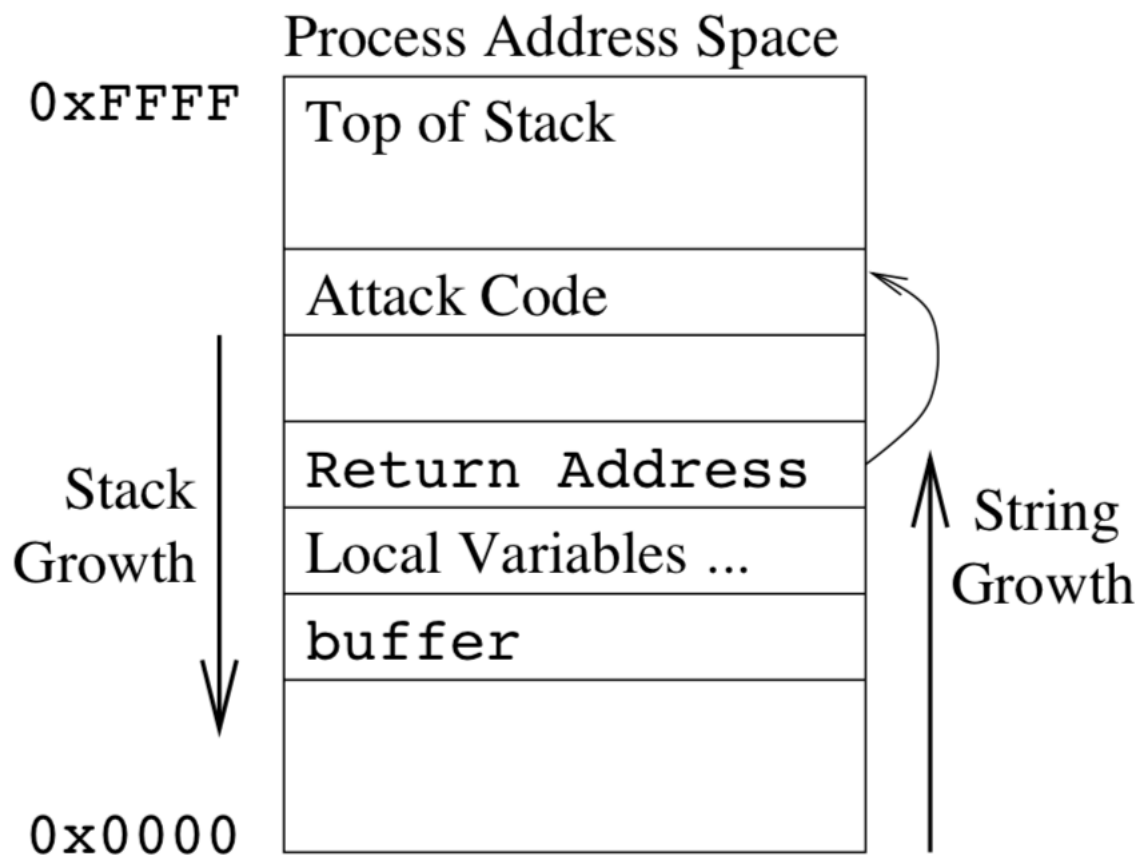 Process Address Space
0xFFFF
Top of Stack
Attack Code
Return Address
Stack
Growth
String
Growth
Local Variables ...
buffer
0x0000